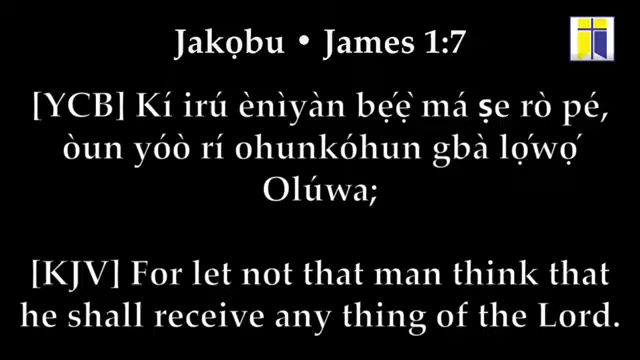 Jakọbu • James 1:7
[YCB] Kí irú ènìyàn bẹ́ẹ̀ má ṣe rò pé,
òun yóò rí ohunkóhun gbà lọ́wọ́
Olúwa;
[KJV] For let not that man think that
he shall receive any thing of the Lord.